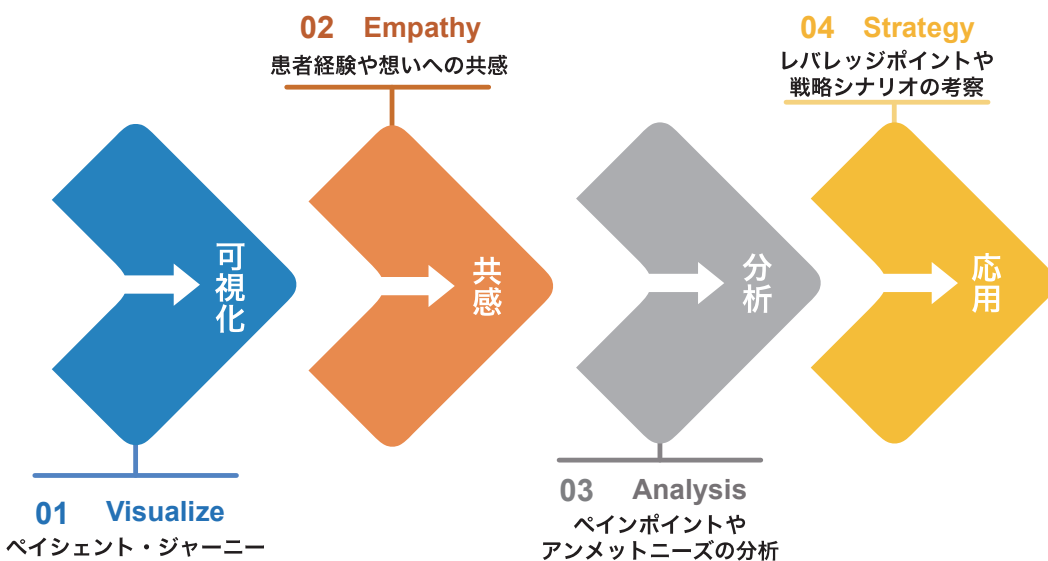 01 Visualize
ペイシェント・ジャーニー
可視化
02 Empathy
患者経験や想いへの共感
共感
03 Analysis
ペインポイントや
アンメットニーズの分析
分析
04 Strategy
レバレッジポイントや
戦略シナリオの考察
応用